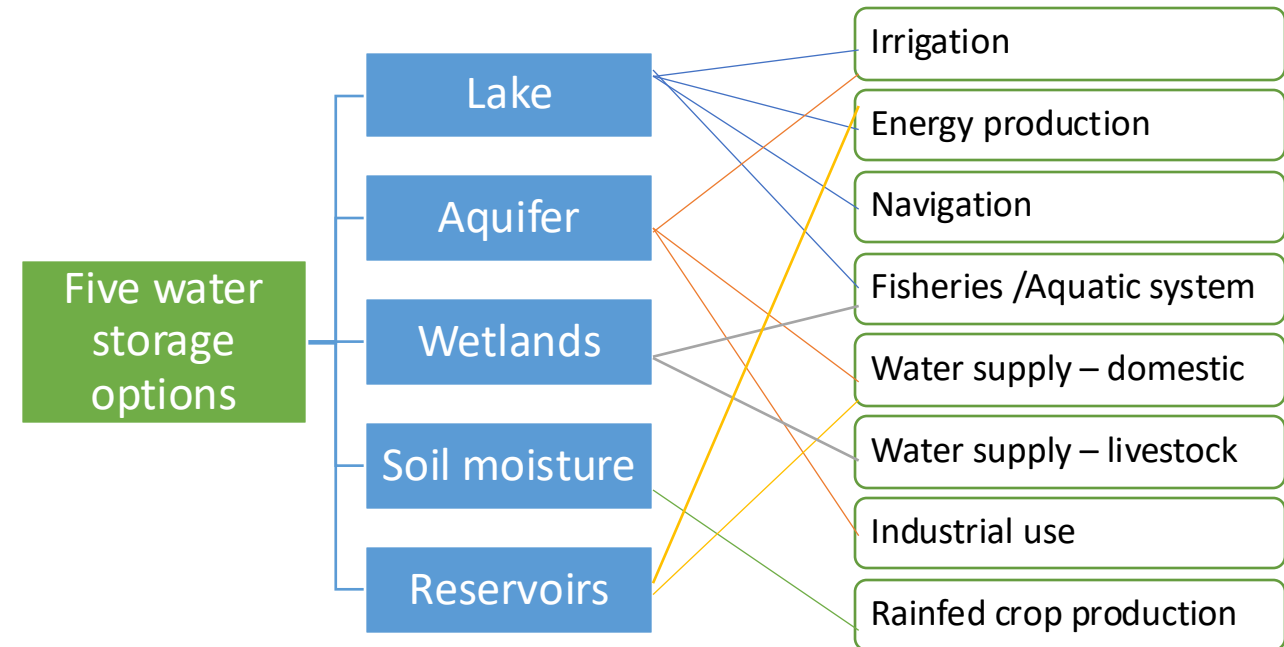 Five water
storage
options
Lake
Aquifer
Wetlands
Soil moisture
Reservoirs
Irrigation
Energy production
Navigation
Fisheries /Aquatic system
Water supply – domestic
Water supply – livestock
Industrial use
Rainfed crop production